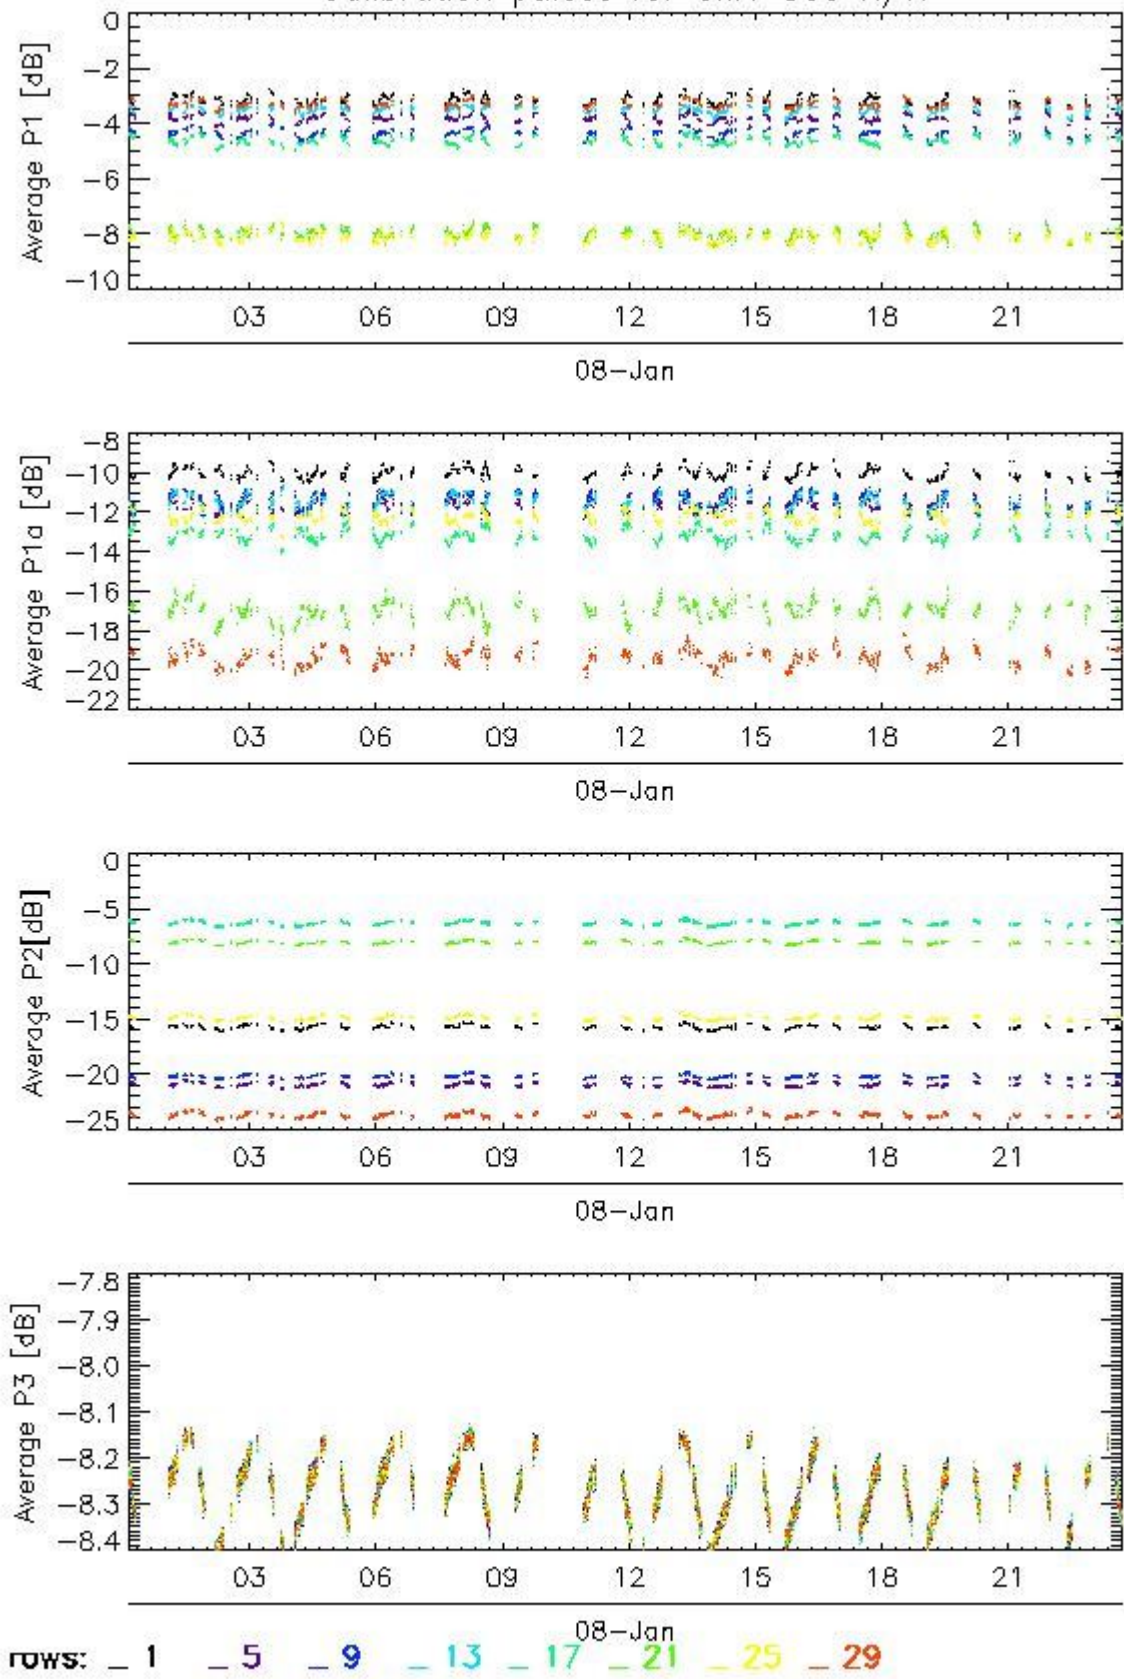 0
-2
-4
-6
-8
-10
Average P1 [dB]
03 06 09 12 15 18 21
08-Jan
-8
-10
-12
-14
-16
-18
-20
-22
Average P1a [dB]
03 06 09 12 15 18 21
08-Jan
0
-5
-10
-15
-20
-25
Average P2[dB]
03 06 09 12 15 18 21
08-Jan
-7.8
-7.9
-8.0
-8.1
-8.2
-8.3
-8.4
Average P3 [dB]
03 06 09 12 15 18 21
08-Jan
rows: _ 1 _ 5 _ 9 _ 13 _ 17 _ 21 _ 25 _ 29